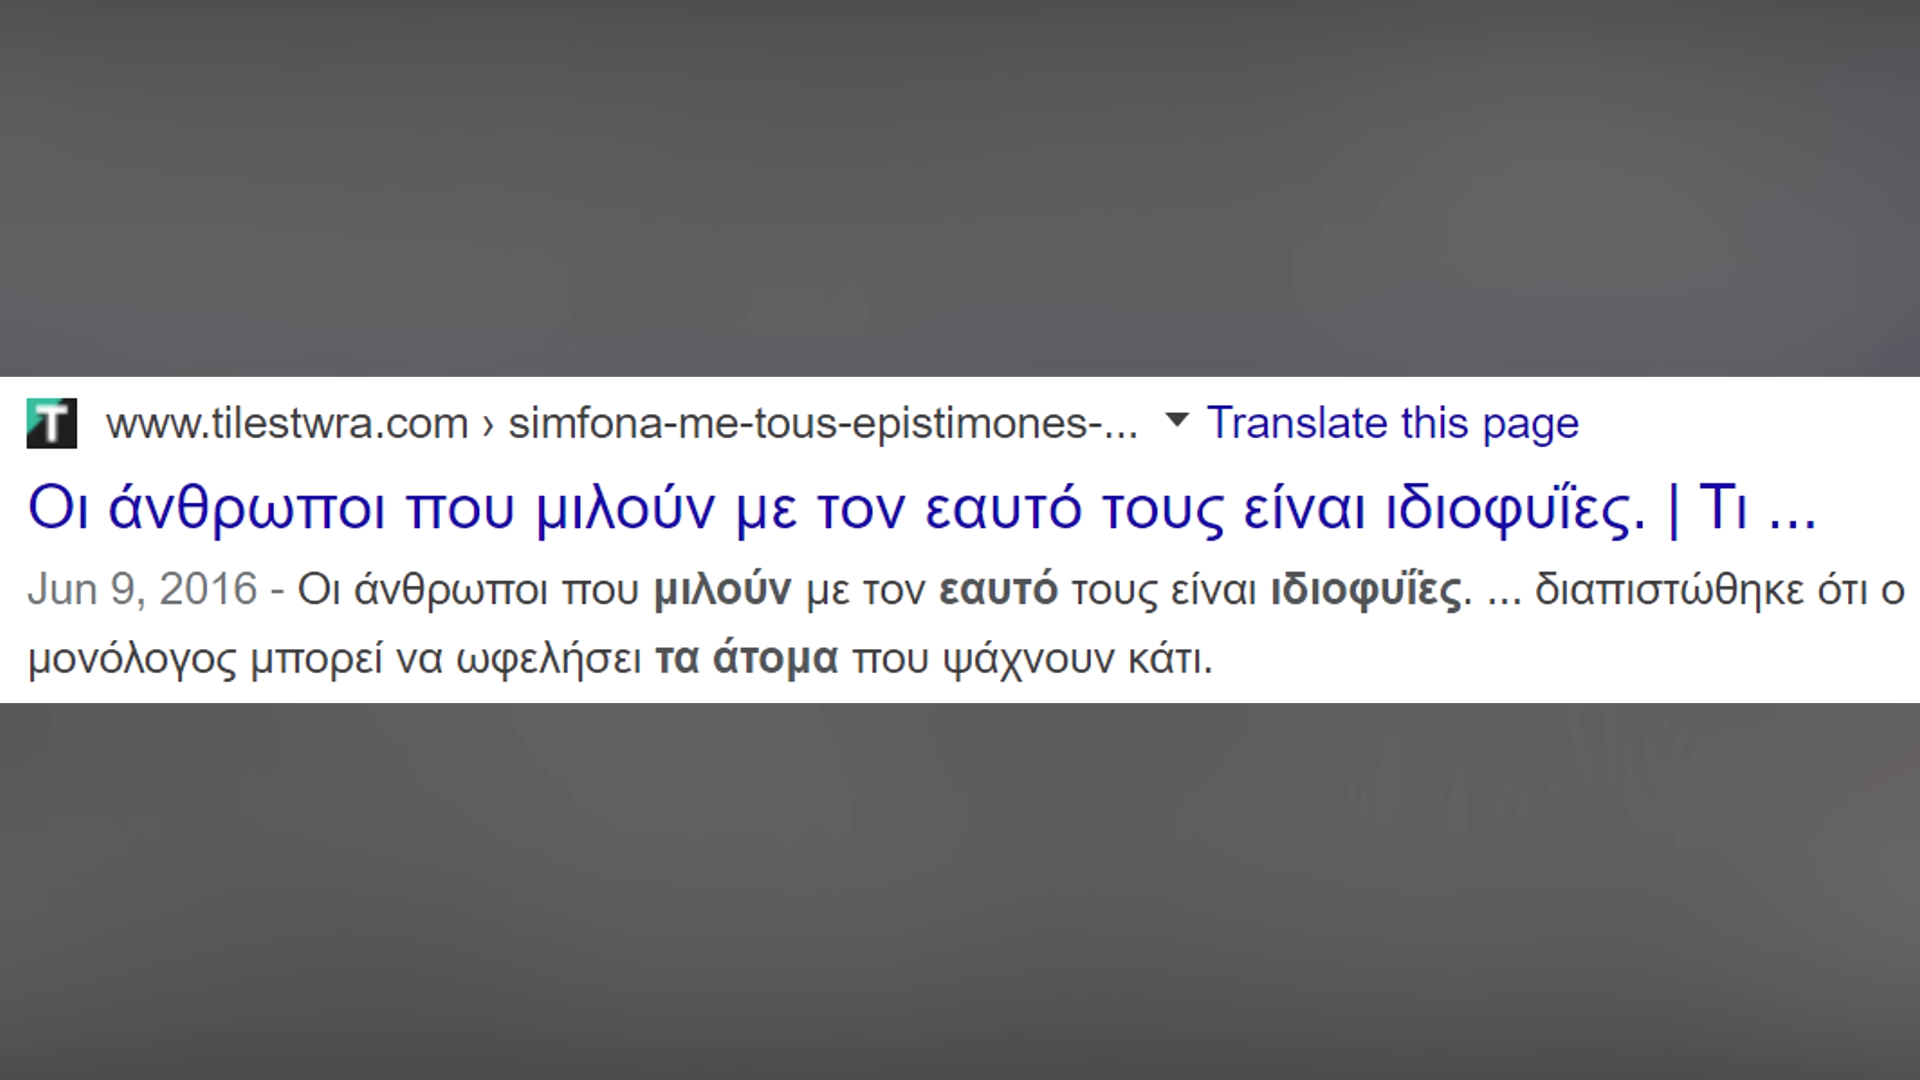 T www.tilestwra.com › simfona-me-tous-epistimones-... ▼ Translate this page
Οι άνθρωποι που μιλούν με τον εαυτό τους είναι ιδιοφυΐες. | Τι ...
Jun 9, 2016 - Οι άνθρωποι που μιλούν με τον εαυτό τους είναι ιδιοφυΐες. ... διαπιστώθηκε ότι ο
μονόλογος μπορεί να ωφελήσει τα άτομα που ψάχνουν κάτι.